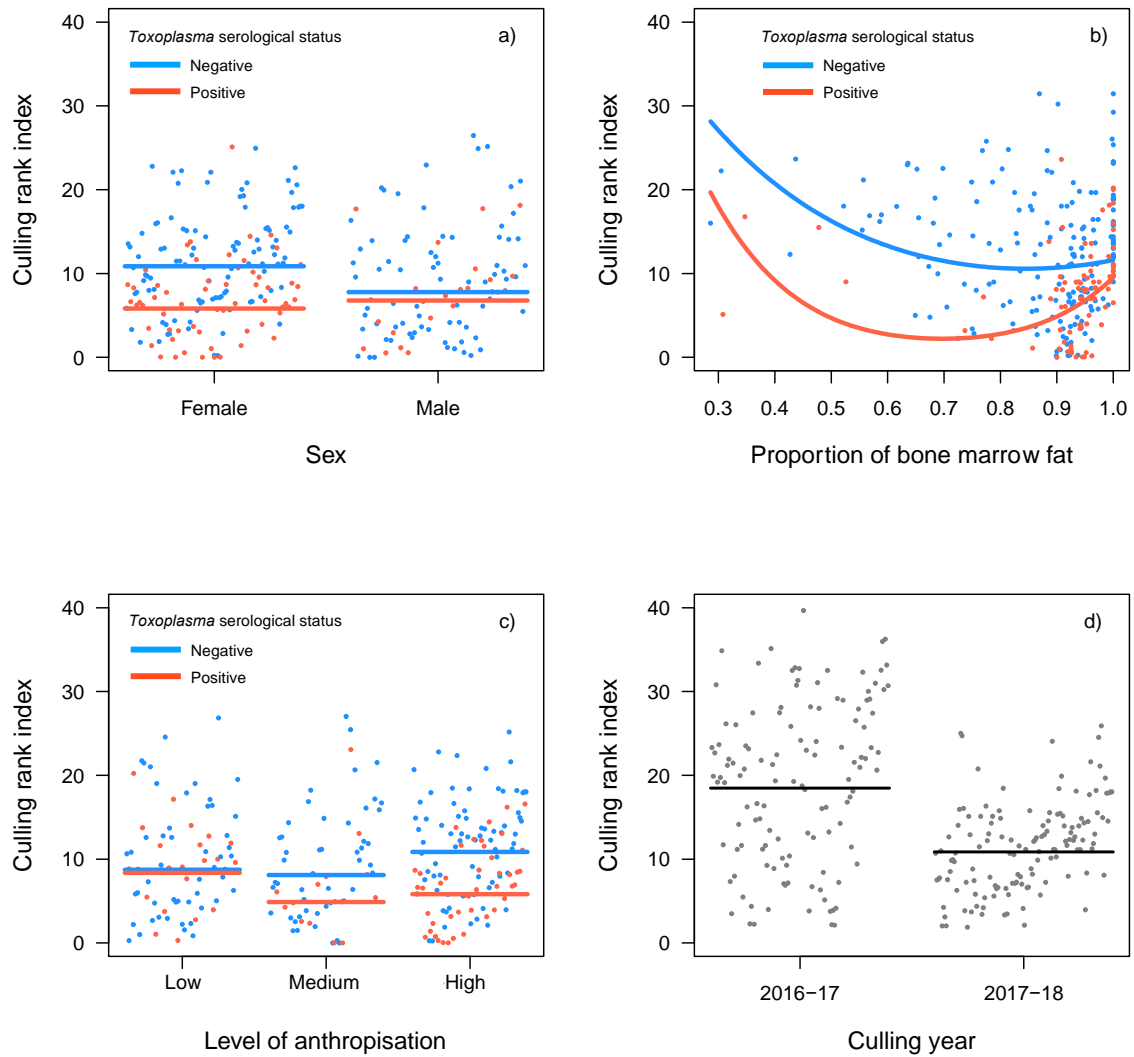 40
30
20
10
0
Culling rank index
Toxoplasma serological status
Negative
Positive
a)
Female Male
Sex
40
30
20
10
0
Culling rank index
Toxoplasma serological status
Negative
Positive
b)
0.3 0.4 0.5 0.6 0.7 0.8 0.9 1.0
Proportion of bone marrow fat
40
30
20
10
0
Culling rank index
Toxoplasma serological status
Negative
Positive
c)
Low Medium High
Level of anthropisation
40
30
20
10
0
Culling rank index
d)
2016−17 2017−18
Culling year